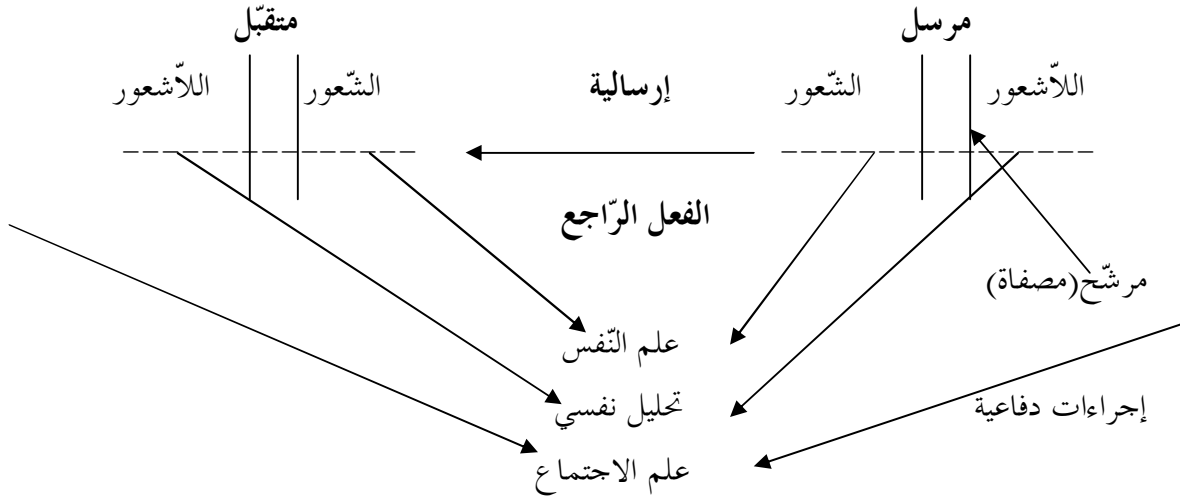 مرسل
متقبّل
اللاّشعور
الشّعور
إرسالية
الشّعور
اللاّشعور
الفعل الرّاجع
مرشّح(مصفاة)
علم النّفس
إجراءات دفاعية
تحليل نفسي
علم الاجتماع